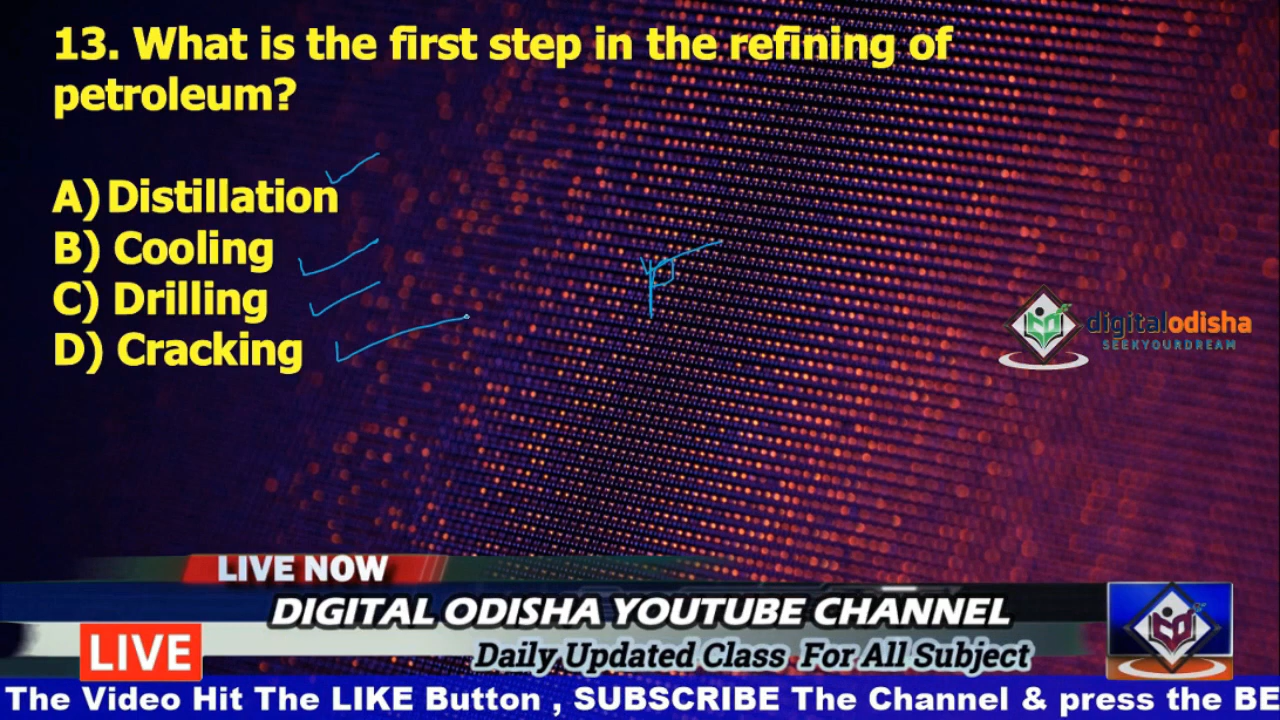 13. What is the first step in the refining of
petroleum?
A) Distillation
B) Cooling
C) Drilling
D) Cracking
digitalodisha
SEEKYOURDREAM
LIVE NOW
DIGITAL ODISHA YOUTUBE CHANNEL
LIVE
Daily Updated Class For All Subject
The Video Hit The LIKE Button , SUBSCRIBE The Channel & press the BE